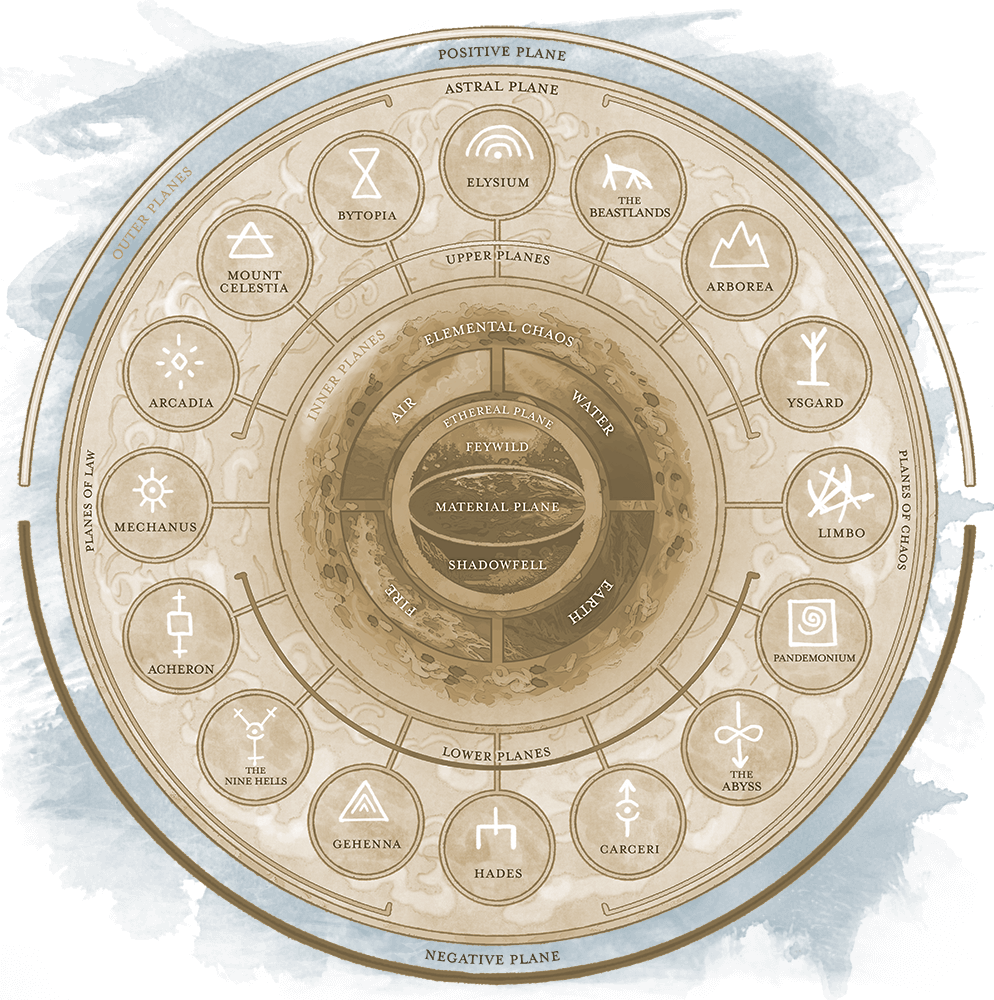 POSITIVE PLANE
ASTRAL PLANE
OUTER PLANES
ELYSIUM
BYTOPIA
THE
BEASTLANDS
MOUNT
CELESTIA
ARBOREA
UPPER PLANES
INNER PLANES
ELEMENTAL CHAOS
ARCADIA
YSGARD
AIR
WATER
ETHEREAL PLANE
FEYWILD
PLANES OF LAW
PLANES OF CHAOS
MECHANUS
MATERIAL PLANE
LIMBO
SHADOWFELL
FIRE
EARTH
ACHERON
PANDEMONIUM
LOWER PLANES
THE
NINE HELLS
THE
ABYSS
GEHENNA
CARCERI
HADES
NEGATIVE PLANE